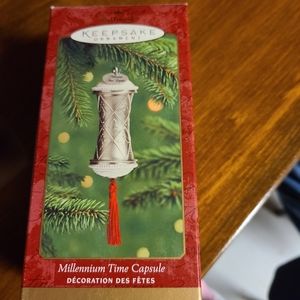 KEEPSAKE
ORNAMENT
Millennium Time Capsule
DÉCORATION DES FÊTES